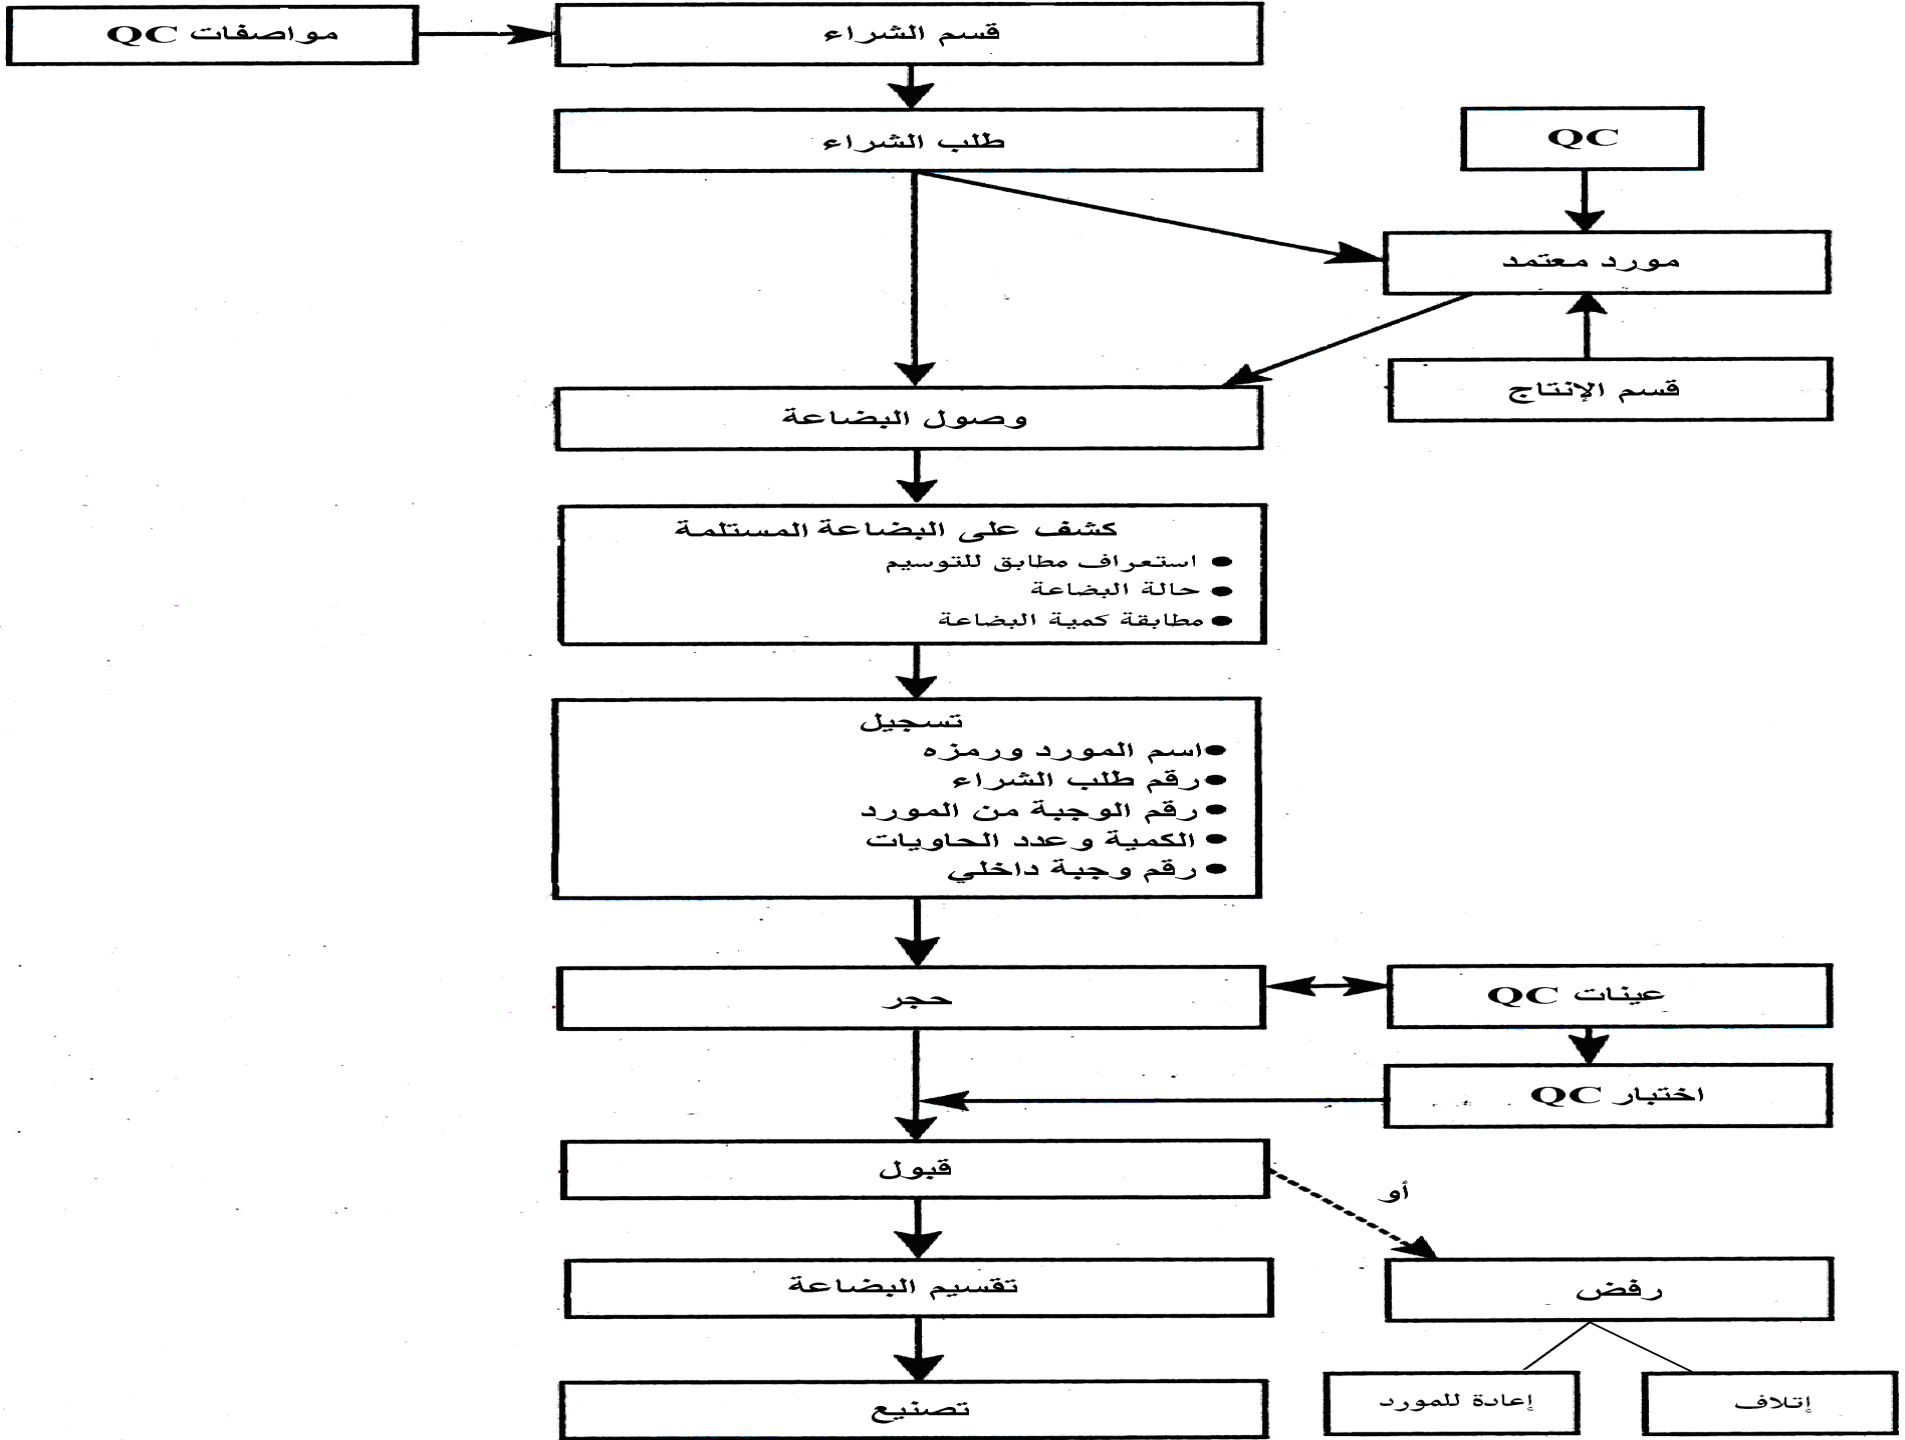 مواصفات QC
قسم الشراء
طلب الشراء
QC
مورد معتمد
قسم الإنتاج
وصول البضاعة
كشف على البضاعة المستلمة
● استعراف مطابق للتوسيم
● حالة البضاعة
● مطابقة كمية البضاعة
تسجيل
● اسم المورد ورمزه
● رقم طلب الشراء
● رقم الوجبة من المورد
● الكمية وعدد الحاويات
● رقم وجبة داخلي
حجر
عينات QC
اختبار QC
قبول
أو
تقسيم البضاعة
رفض
تصنيع
إعادة للمورد
إتلاف